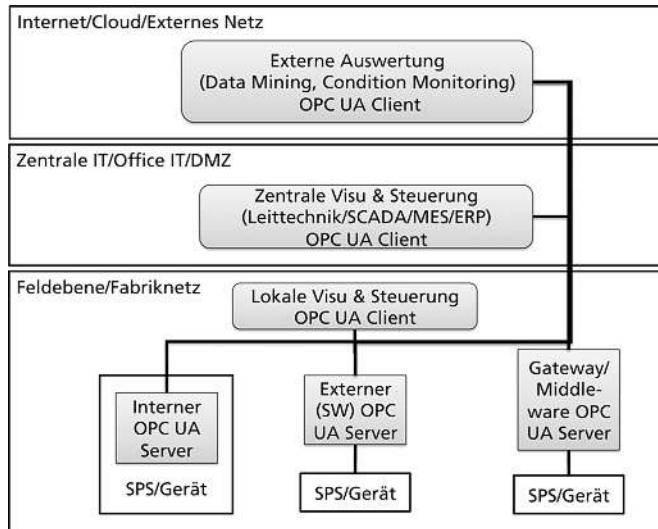 Internet/Cloud/Externes Netz
Externe Auswertung
(Data Mining, Condition Monitoring)
OPC UA Client
Zentrale IT/Office IT/DMZ
Zentrale Visu & Steuerung
(Leittechnik/SCADA/MES/ERP)
OPC UA Client
Feldebene/Fabriknetz
Lokale Visu & Steuerung
OPC UA Client
Interner
OPC UA
Server
SPS/Gerät
Externer
(SW) OPC
UA Server
SPS/Gerät
Gateway/
Middle-
ware OPC
UA Server
SPS/Gerät